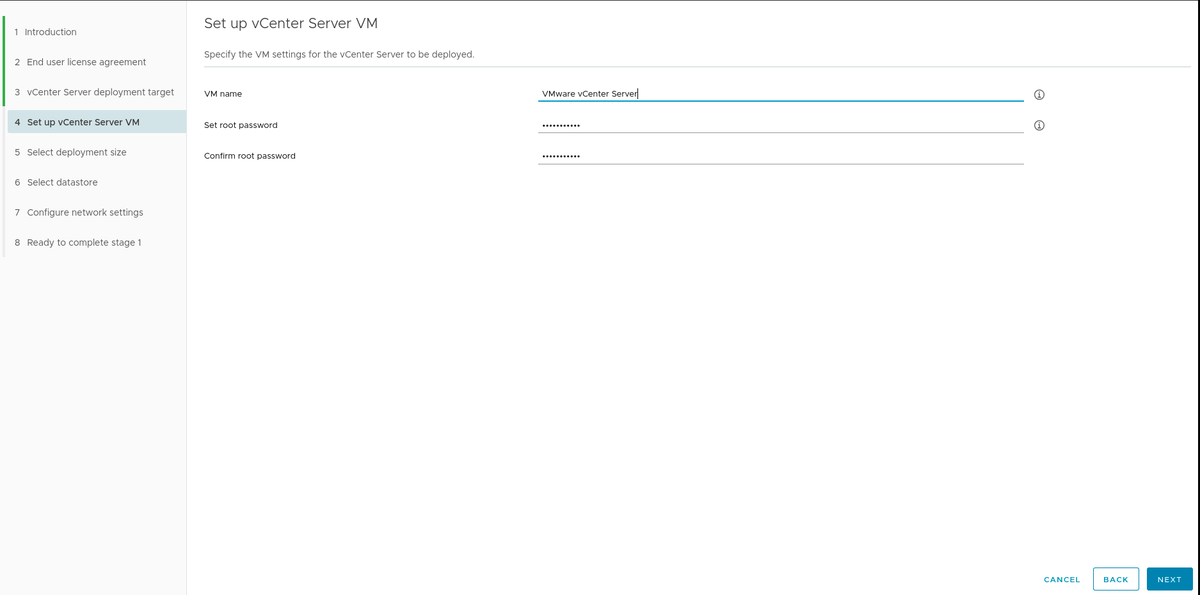 1 Introduction
2 End user license agreement
3 vCenter Server deployment target
4 Set up vCenter Server VM
5 Select deployment size
6 Select datastore
7 Configure network settings
8 Ready to complete stage 1
Set up vCenter Server VM
Specify the VM settings for the vCenter Server to be deployed.
VM name VMware vCenter Server
Set root password •••••••••••
Confirm root password •••••••••••
CANCEL BACK NEXT